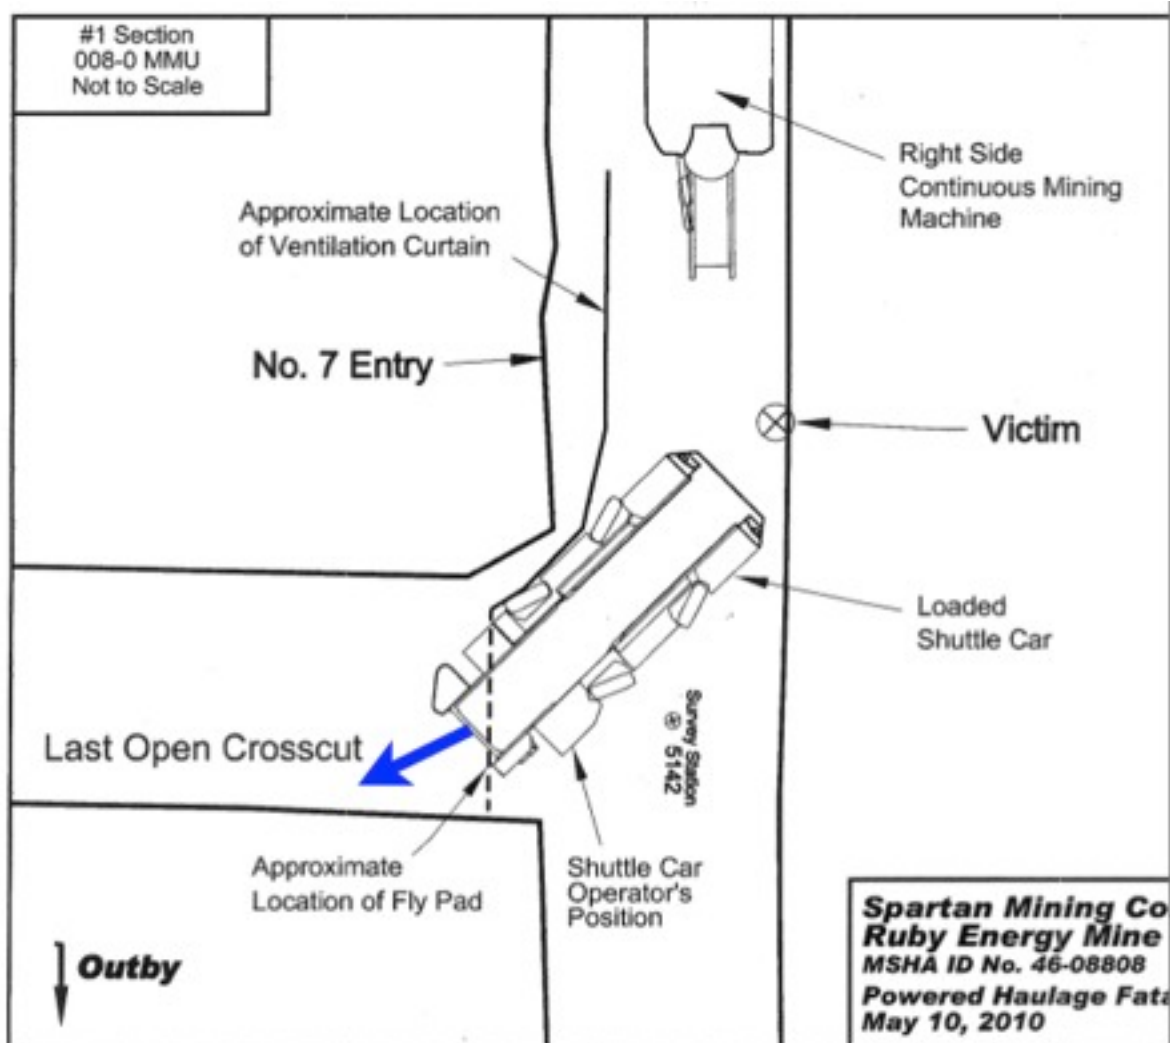 #1 Section
008-0 MMU
Not to Scale
Right Side
Continuous Mining
Machine
Approximate Location
of Ventilation Curtain
No. 7 Entry
Victim
Loaded
Shuttle Car
Survey Station
5142
Last Open Crosscut
Approximate
Location of Fly Pad
Shuttle Car
Operator's
Position
Outby
Spartan Mining Co
Ruby Energy Mine
MSHA ID No. 46-08808
Powered Haulage Fata
May 10, 2010